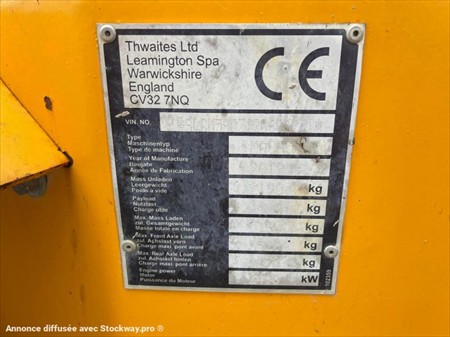 Thwaites Ltd
Leamington Spa
Warwickshire
England
CV32 7NQ
CE
VIN. NO.
Type
Maschinentyp
Type de machine
Year of Manufacture
Baujahr
Année de Fabrication
Mass Unladen
Leergewicht
Poids à vide
kg
Payload
Nutzlast
Charge utile
kg
Max. Mass Laden
zul. Gesamtgewicht
Masse totale en charge
kg
Max. Front Axle Load
zul. Achslast vorn
Charge maxi. pont avant
kg
Max. Rear Axle Load
zul. Achslast hinten
Charge maxi. pont arrière
kg
Engine power
Motor
Puissance du Moteur
kW
Annonce diffusée avec Stockway.pro ®